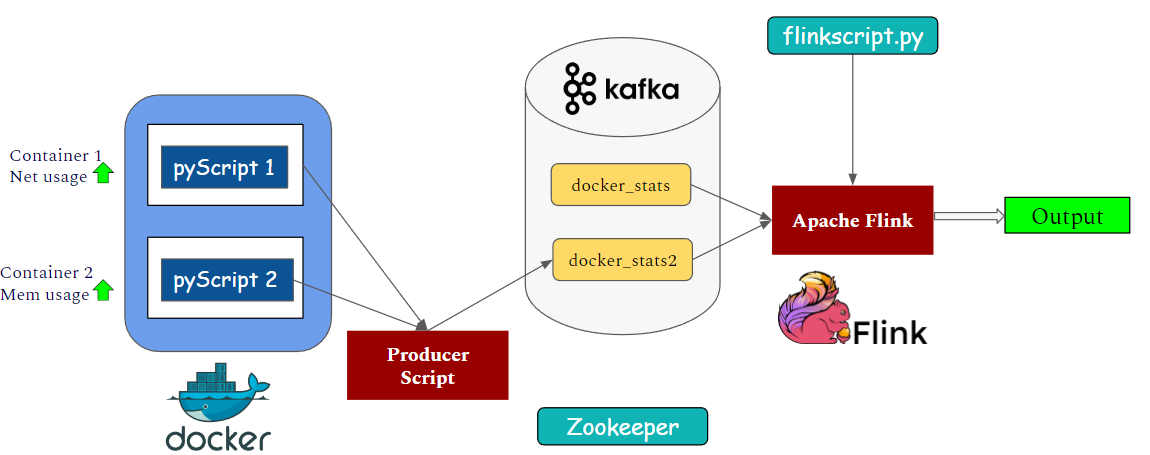 flinkscript.py
kafka
Container 1
Net usage
pyScript 1
docker_stats
Apache Flink
Output
Container 2
Mem usage
pyScript 2
docker_stats2
Flink
Producer
Script
docker
Zookeeper